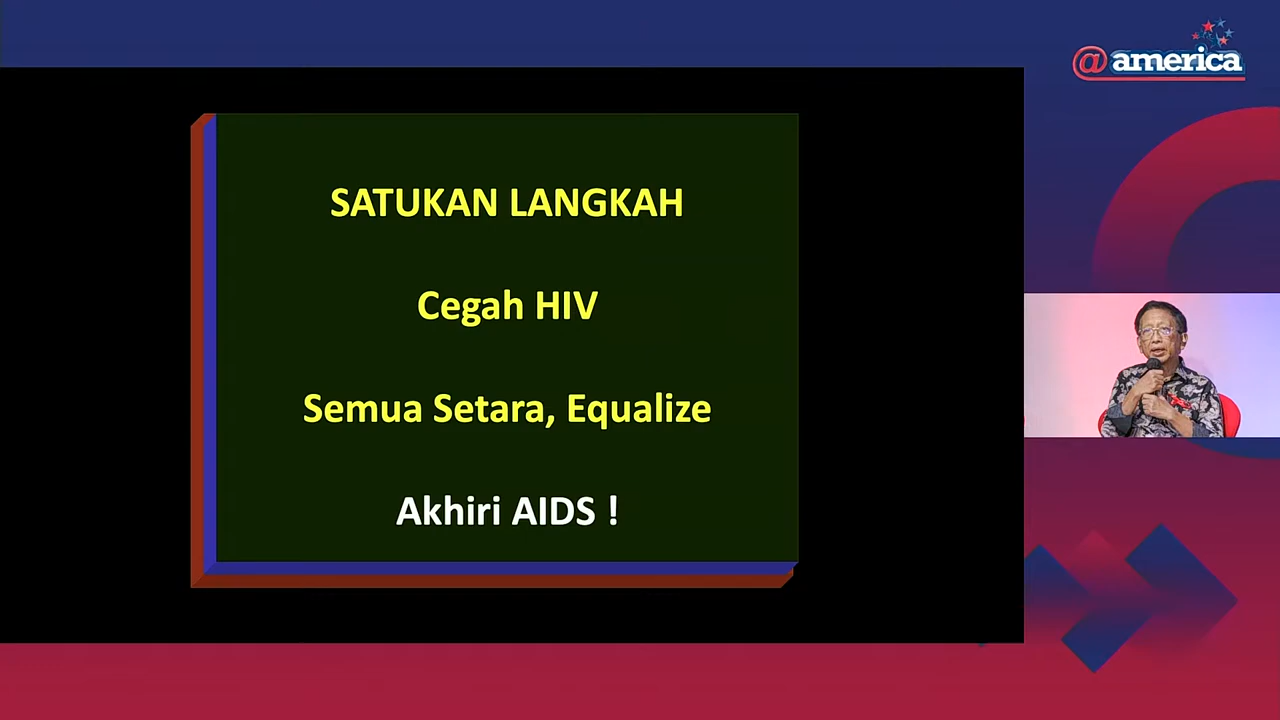 @america
SATUKAN LANGKAH
Cegah HIV
Semua Setara, Equalize
Akhiri AIDS !